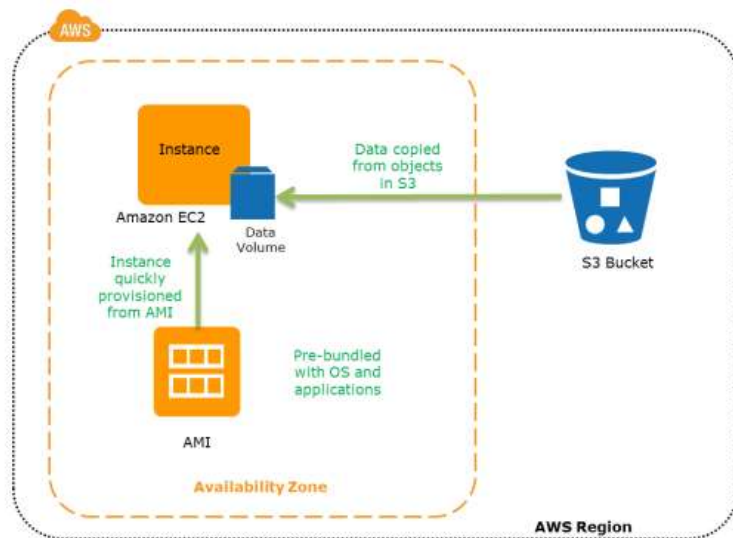 AWS
Instance
Amazon EC2
Data
Volume
Data copied
from objects
in S3
S3 Bucket
Instance
quickly
provisioned
from AMI
Pre-bundled
with OS and
applications
AMI
Availability Zone
AWS Region